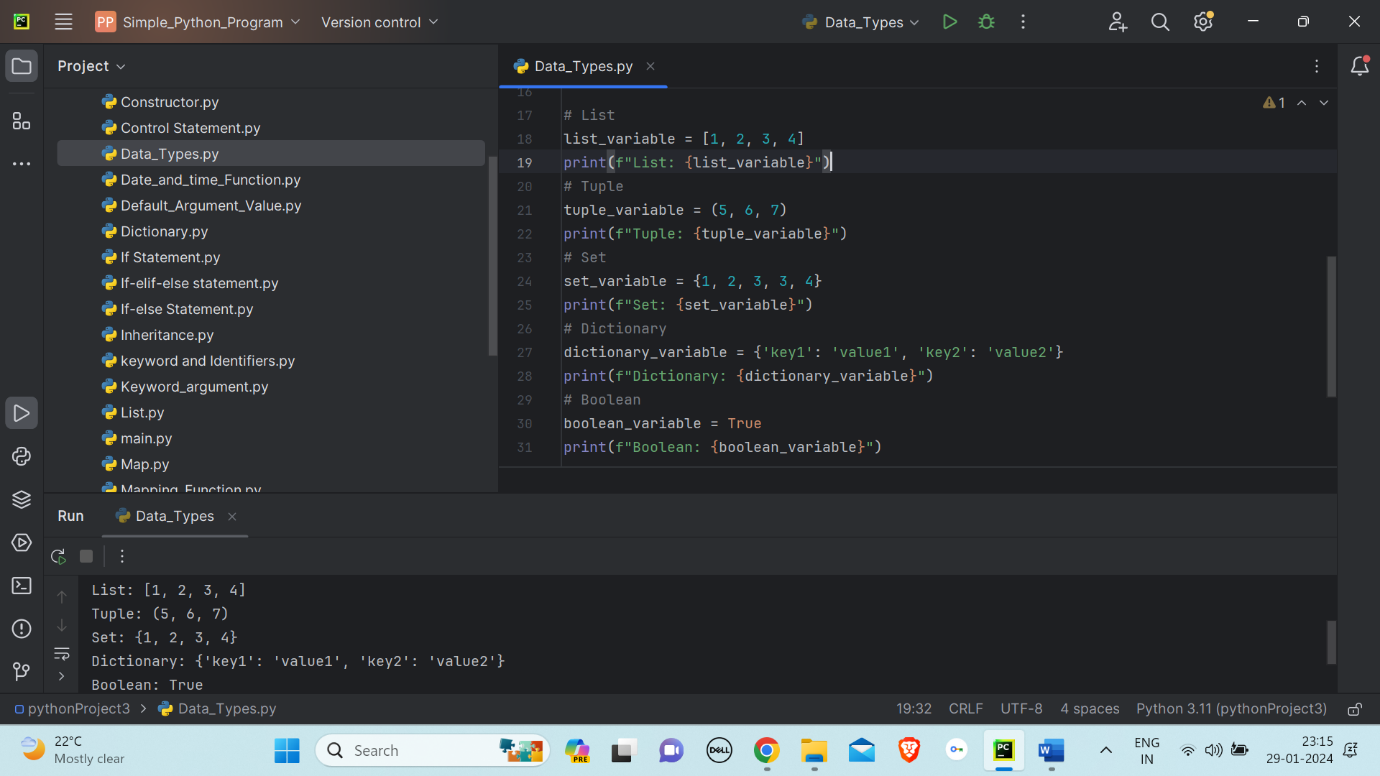 PP Simple_Python_Program Version control Data_Types
Project
Data_Types.py
Constructor.py
Control Statement.py
Data_Types.py
Date_and_time_Function.py
Default_Argument_Value.py
Dictionary.py
If Statement.py
If-elif-else statement.py
If-else Statement.py
Inheritance.py
keyword and Identifiers.py
Keyword_argument.py
List.py
main.py
Map.py
Mapping_Function.py
1
16
17 # List
18 list_variable = [1, 2, 3, 4]
19 print(f"List: {list_variable}")
20 # Tuple
21 tuple_variable = (5, 6, 7)
22 print(f"Tuple: {tuple_variable}")
23 # Set
24 set_variable = {1, 2, 3, 3, 4}
25 print(f"Set: {set_variable}")
26 # Dictionary
27 dictionary_variable = {'key1': 'value1', 'key2': 'value2'}
28 print(f"Dictionary: {dictionary_variable}")
29 # Boolean
30 boolean_variable = True
31 print(f"Boolean: {boolean_variable}")
Run Data_Types
List: [1, 2, 3, 4]
Tuple: (5, 6, 7)
Set: {1, 2, 3, 4}
Dictionary: {'key1': 'value1', 'key2': 'value2'}
Boolean: True
pythonProject3 > Data_Types.py 19:32 CRLF UTF-8 4 spaces Python 3.11 (pythonProject3)
22°C
Mostly clear
Search
PRE
DELL
PC
W
ENG
IN
23:15
29-01-2024